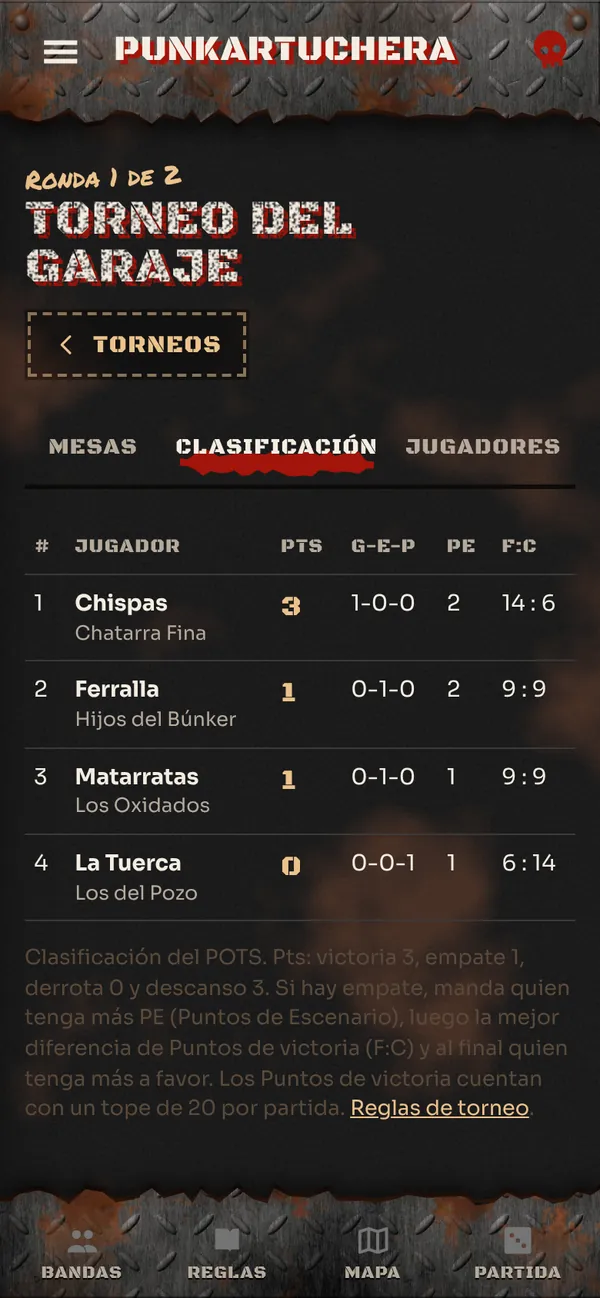 PUNKARTUCHERA
RONDA 1 DE 2
TORNEO DEL
GARAJE
TORNEOS
MESAS CLASIFICACIÓN JUGADORES
# JUGADOR PTS G-E-P PE F:C
1 Chispas 3 1-0-0 2 14 : 6
Chatarra Fina
2 Ferralla 1 0-1-0 2 9 : 9
Hijos del Búnker
3 Matarratas 1 0-1-0 1 9 : 9
Los Oxidados
4 La Tuerca 0 0-0-1 1 6 : 14
Los del Pozo
Clasificación del POTS. Pts: victoria 3, empate 1,
derrota 0 y descanso 3. Si hay empate, manda quien
tenga más PE (Puntos de Escenario), luego la mejor
diferencia de Puntos de victoria (F:C) y al final quien
tenga más a favor. Los Puntos de victoria cuentan
con un tope de 20 por partida. Reglas de torneo.
BANDAS REGLAS MAPA PARTIDA